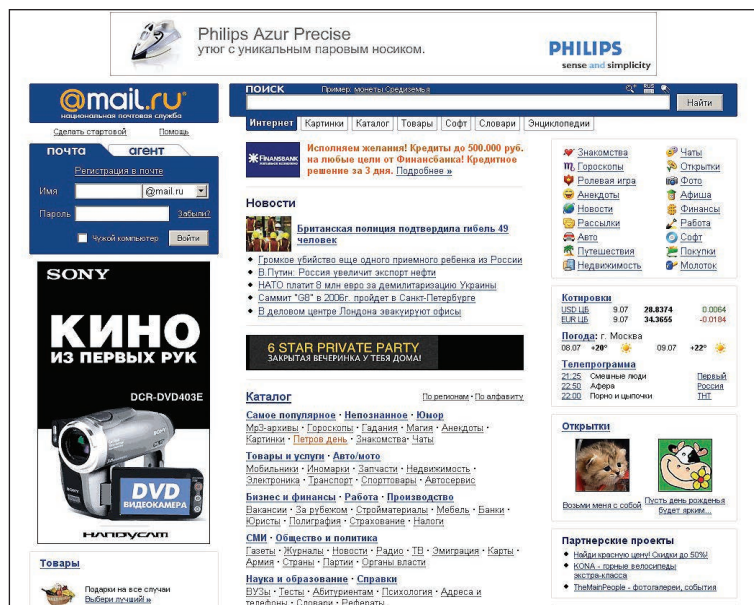 Philips Azur Precise
утюг с уникальным паровым носиком.
PHILIPS
sense and simplicity
@mail.ru®
национальная почтовая служба
Сделать стартовой Помощь
почта агент
Регистрация в почте
Имя @mail.ru
Пароль Забыли?
Чужой компьютер Войти
SONY
КИНО
ИЗ ПЕРВЫХ РУК
DCR-DVD403E
SONY
DVD
ВИДЕОКАМЕРА
HANDYCAM
Товары
Подарки на все случаи
Выбери лучший! »
ПОИСК Пример: монеты Средиземья
Найти
Интернет Картинки Каталог Товары Софт Словари Энциклопедии
FINANSBANK
Исполняем желания! Кредиты до 500.000 руб.
на любые цели от Финансбанка! Кредитное
решение за 3 дня. Подробнее »
Новости
Британская полиция подтвердила гибель 49
человек
Громкое убийство еще одного приемного ребенка из России
В.Путин: Россия увеличит экспорт нефти
НАТО платит 8 млн евро за демилитаризацию Украины
Саммит "G8" в 2006г. пройдет в Санкт-Петербурге
В деловом центре Лондона эвакуируют офисы
6 STAR PRIVATE PARTY
ЗАКРЫТАЯ ВЕЧЕРИНКА У ТЕБЯ ДОМА!
Каталог По регионам · По алфавиту
Самое популярное · Непознанное · Юмор
Mp3-архивы · Гороскопы · Гадания · Магия · Анекдоты ·
Картинки · Петров день · Знакомства · Чаты
Товары и услуги · Авто/мото
Мобильники · Иномарки · Запчасти · Недвижимость ·
Электроника · Транспорт · Спорттовары · Автосервис
Бизнес и финансы · Работа · Производство
Вакансии · За рубежом · Стройматериалы · Мебель · Банки ·
Юристы · Полиграфия · Страхование · Налоги
СМИ · Общество и политика
Газеты · Журналы · Новости · Радио · ТВ · Эмиграция · Карты ·
Армия · Страны · Партии · Органы власти
Наука и образование · Справки
ВУЗы · Тесты · Абитуриентам · Психология · Адреса и
телефоны · Словари · Рефераты
Знакомства Чаты
Гороскопы Открытки
Ролевая игра Фото
Анекдоты Афиша
Новости Финансы
Рассылки Работа
Авто Софт
Путешествия Покупки
Недвижимость Молоток
Котировки
USD ЦБ 9.07 28.8374 0.0064
EUR ЦБ 9.07 34.3655 -0.0184
Погода: г. Москва
08.07 +20° 09.07 +22°
Телепрограмма
21:25 Смешные люди Первый
22:50 Афера Россия
22:00 Порно и цыпочки ТНТ
Открытки
Возьми меня с собой
Пусть день рожденья
будет ярким...
Партнерские проекты
Найди красную цену! Скидки до 50%!
KONA - горные велосипеды
экстра-класса
TheMainPeople - фотогалереи, события